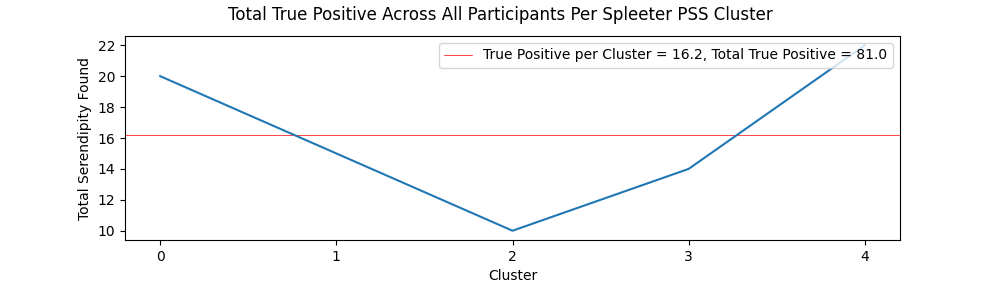 Total True Positive Across All Participants Per Spleeter PSS Cluster
True Positive per Cluster = 16.2, Total True Positive = 81.0
Total Serendipity Found
22
20
18
16
14
12
10
0 1 2 3 4
Cluster